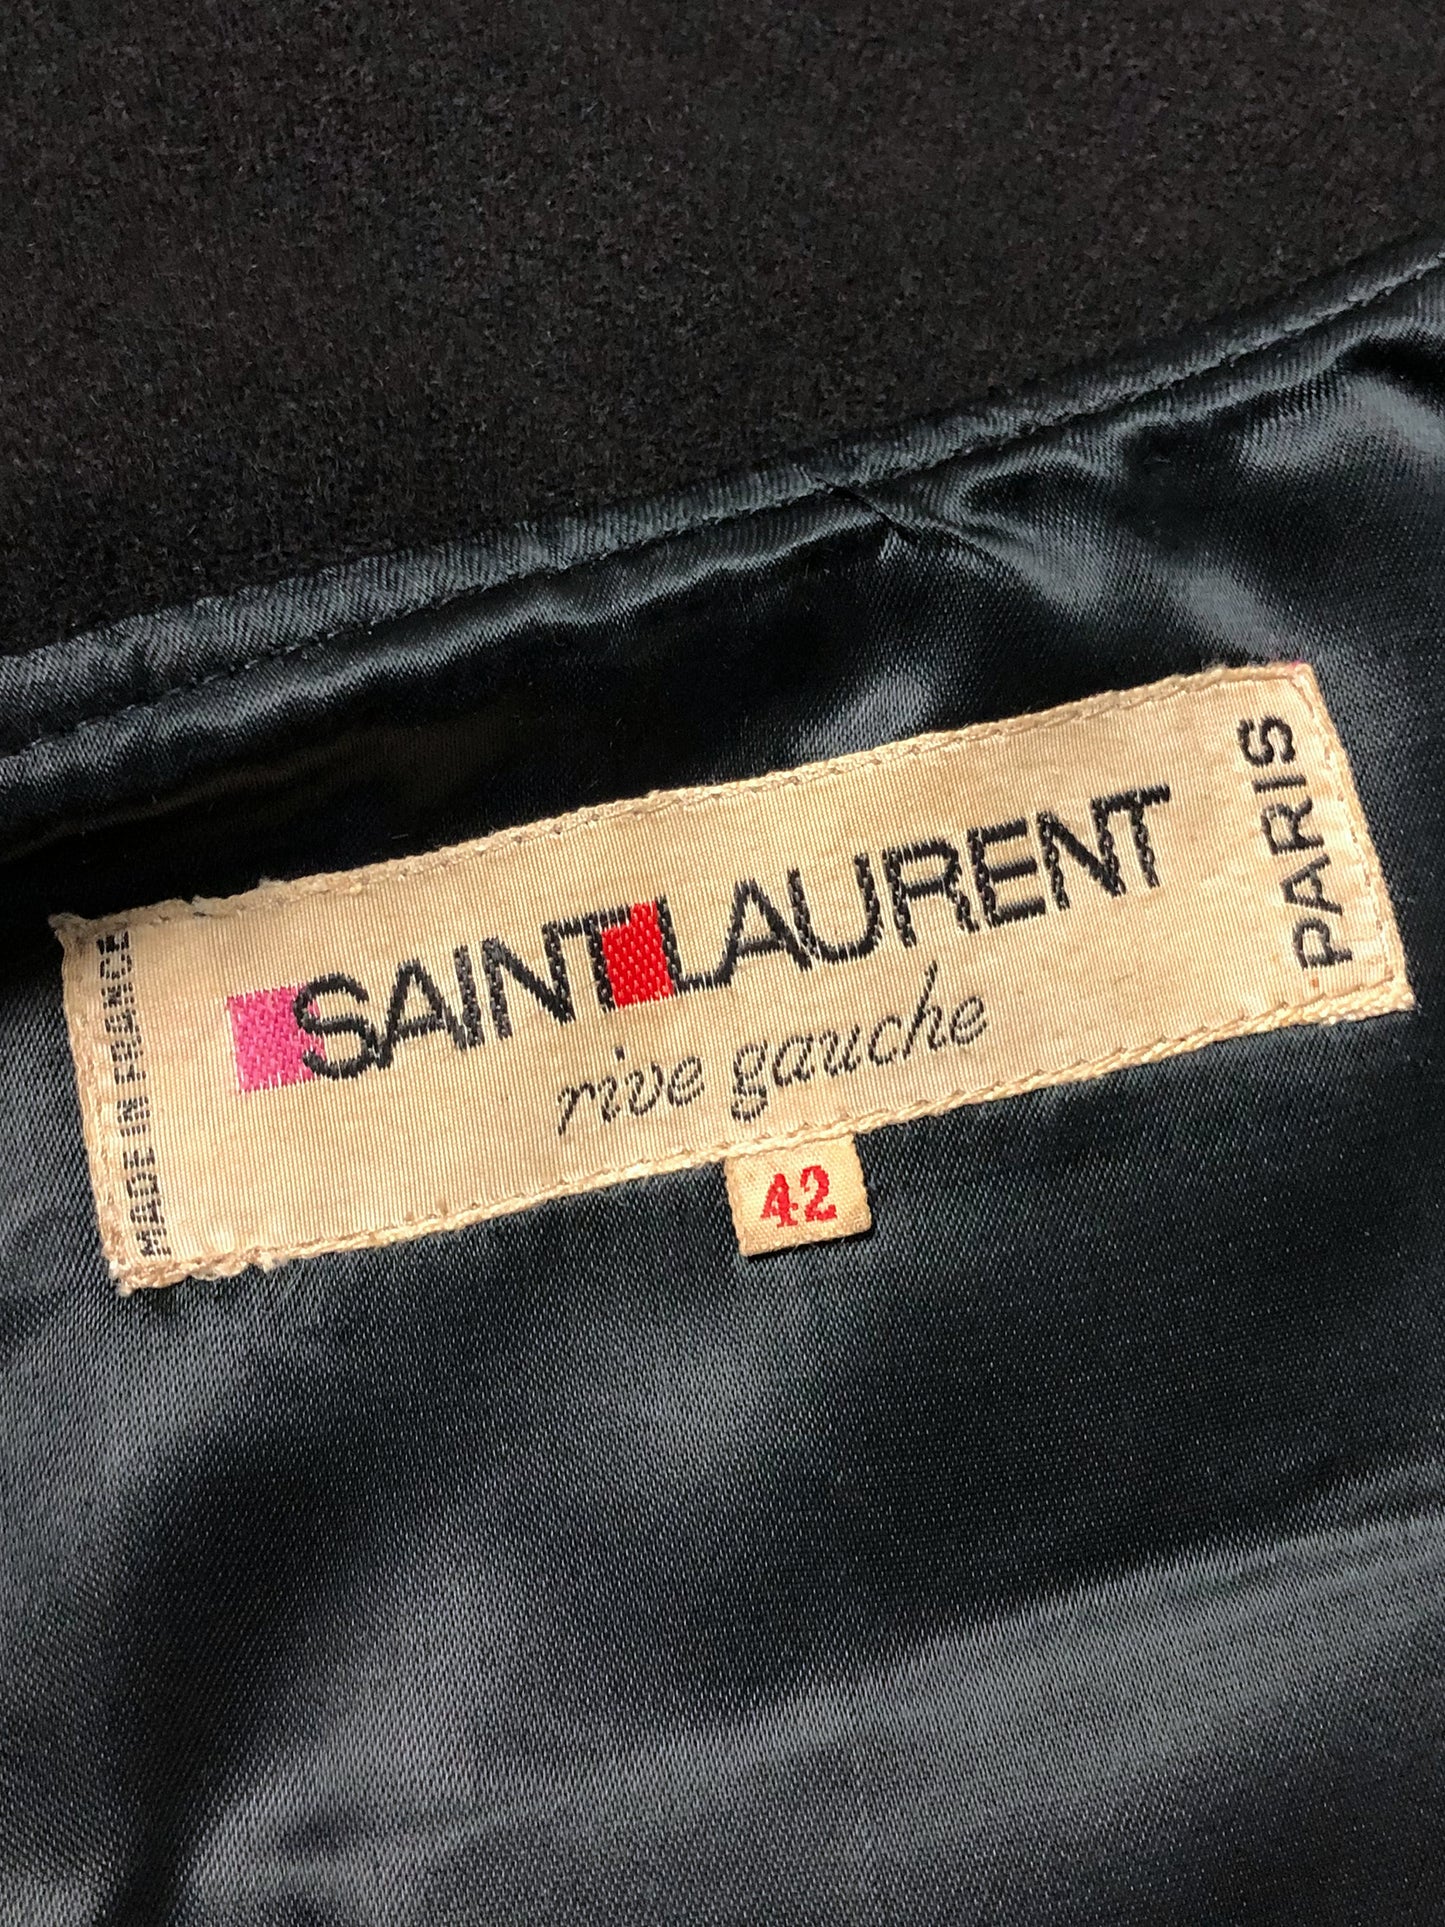 MADE IN FRANCE
SAINT LAURENT
rive gauche
PARIS
42